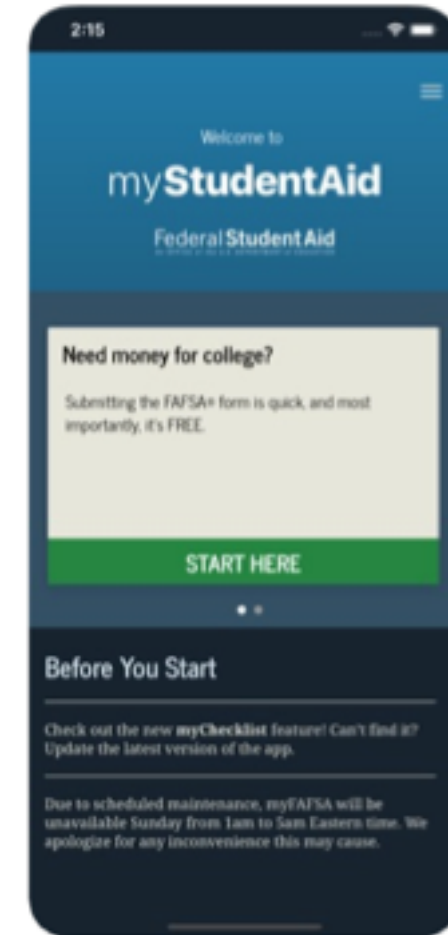 2:15
Welcome to
myStudentAid
Federal Student Aid
Need money for college?
Submitting the FAFSA® form is quick, and most
importantly, it's FREE.
START HERE
Before You Start
Check out the new myChecklist feature! Can't find it?
Update the latest version of the app.
Due to scheduled maintenance, myFAFSA will be
unavailable Sunday from 1am to 5am Eastern time. We
apologize for any inconvenience this may cause.